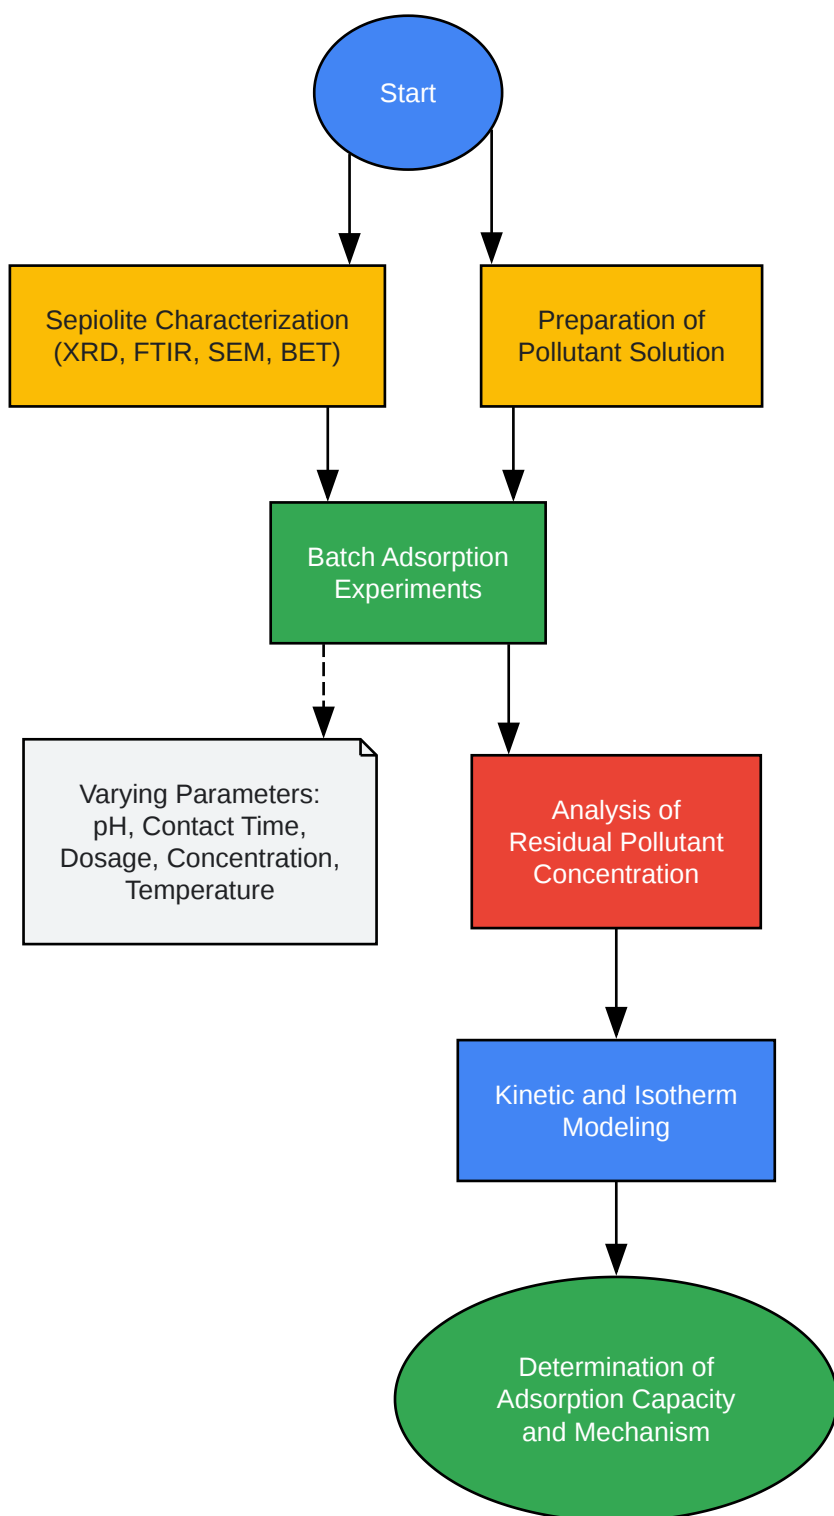 Start
Sepiolite Characterization
(XRD, FTIR, SEM, BET)
Preparation of
Pollutant Solution
Batch Adsorption
Experiments
Varying Parameters:
pH, Contact Time,
Dosage, Concentration,
Temperature
Analysis of
Residual Pollutant
Concentration
Kinetic and Isotherm
Modeling
Determination of
Adsorption Capacity
and Mechanism